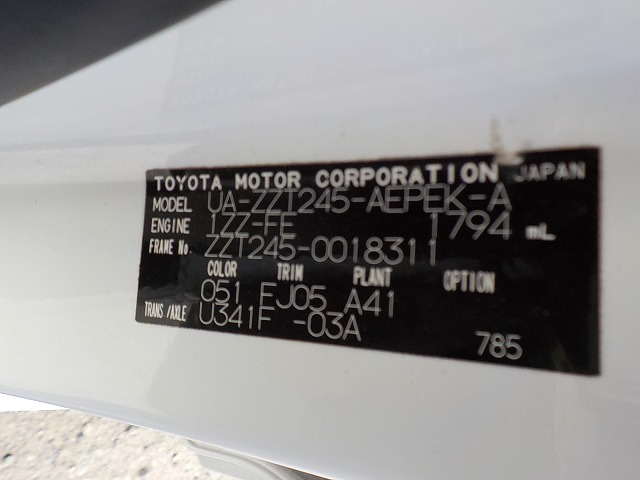 TOYOTA MOTOR CORPORATION JAPAN
MODEL UA-ZZT245-AEPEK-A
ENGINE 1ZZ-FE 1794 mL
FRAME No. ZZT245-0018311
COLOR TRIM PLANT OPTION
051 FJ05 A41
TRANS/AXLE U341F -03A
785